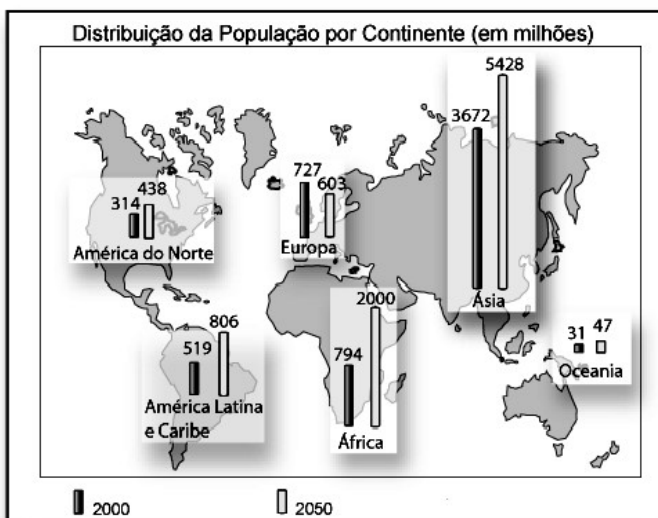 Distribuição da População por Continente (em milhões)
5428
3672
727
603
438
314
Europa
América do Norte
Ásia
2000
806
794
519
31 47
Oceania
América Latina
e Caribe
África
2000 2050